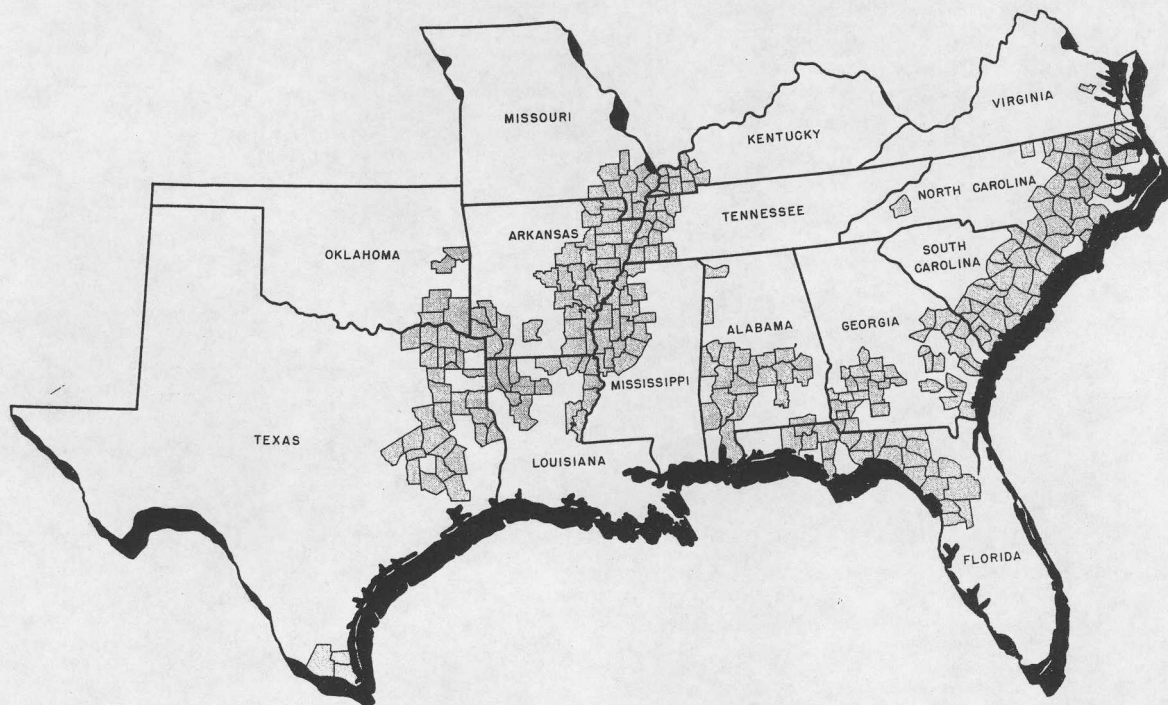 MISSOURI
VIRGINIA
KENTUCKY
NORTH CAROLINA
TENNESSEE
ARKANSAS
OKLAHOMA
SOUTH
CAROLINA
ALABAMA
GEORGIA
MISSISSIPPI
TEXAS
LOUISIANA
FLORIDA